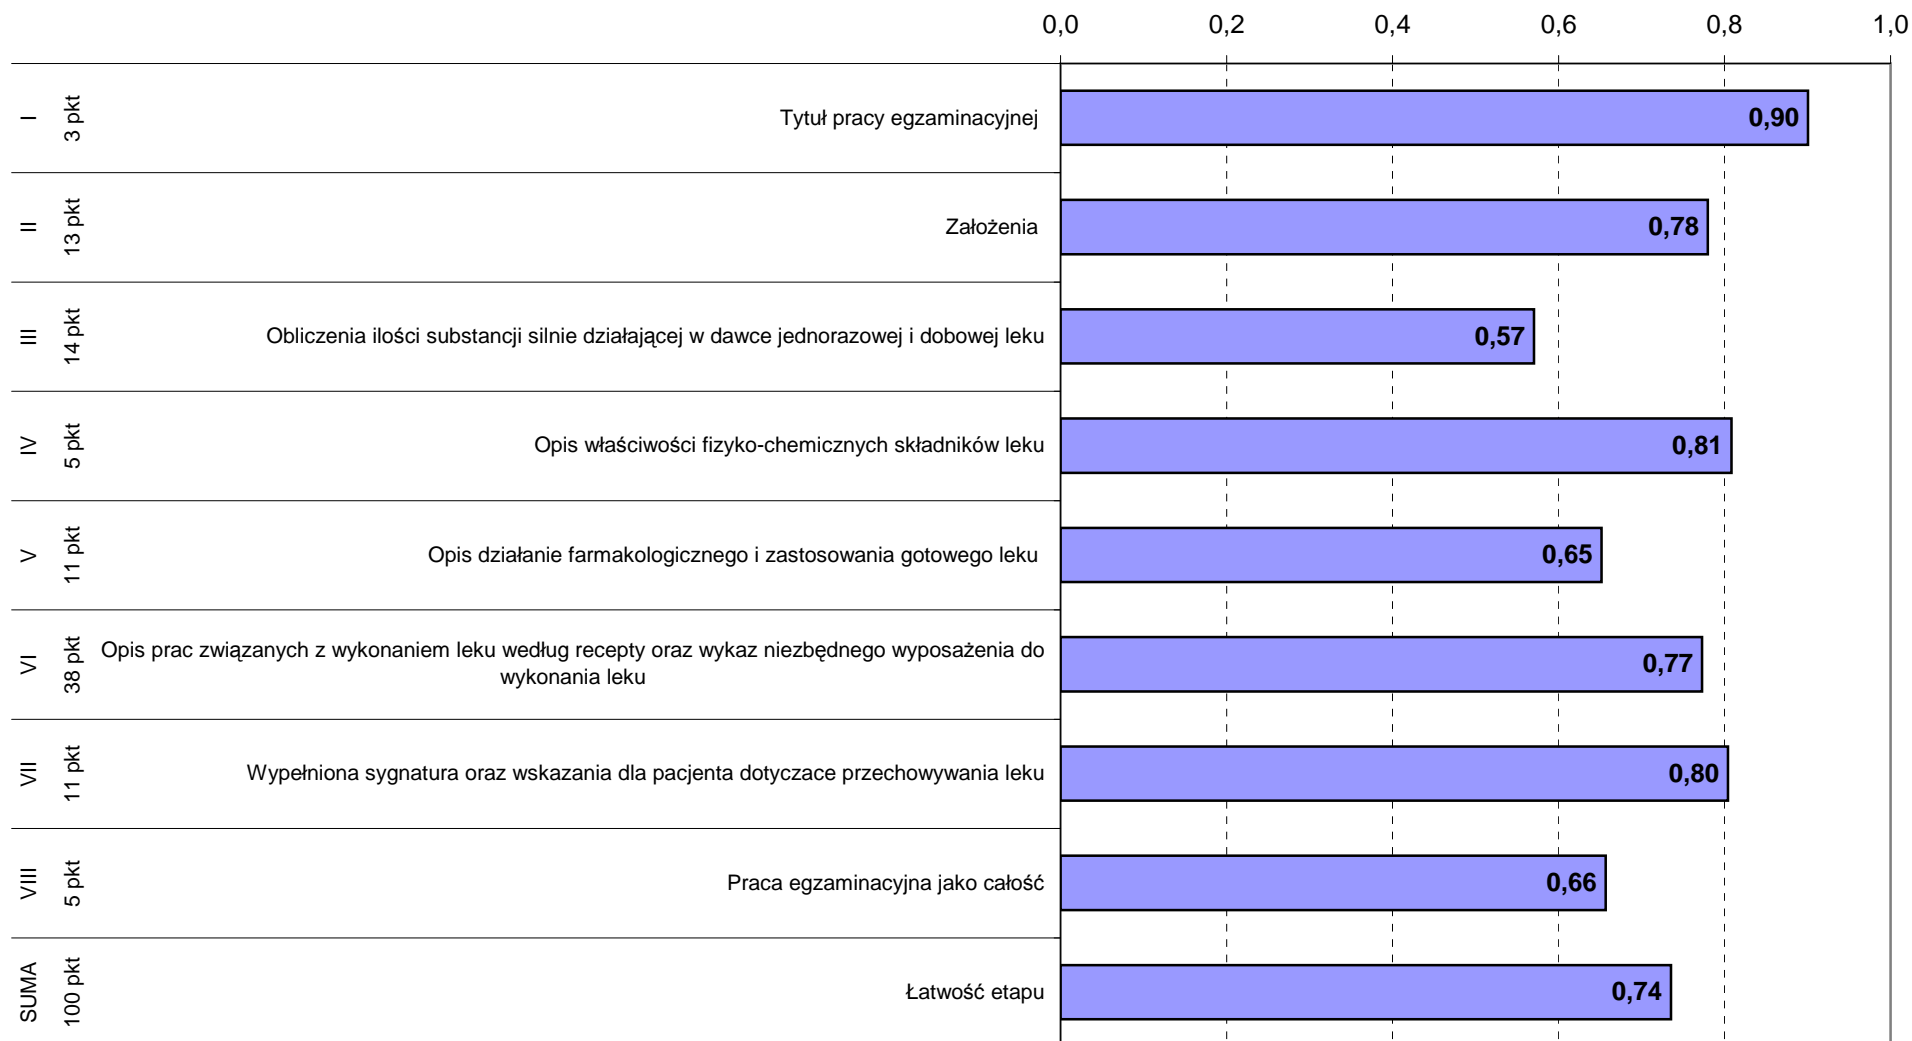 0,0 0,2 0,4 0,6 0,8 1,0
I 3 pkt Tytuł pracy egzaminacyjnej 0,90
II 13 pkt Założenia 0,78
III 14 pkt Obliczenia ilości substancji silnie działającej w dawce jednorazowej i dobowej leku 0,57
IV 5 pkt Opis właściwości fizyko-chemicznych składników leku 0,81
V 11 pkt Opis działanie farmakologicznego i zastosowania gotowego leku 0,65
VI 38 pkt Opis prac związanych z wykonaniem leku według recepty oraz wykaz niezbędnego wyposażenia do
wykonania leku 0,77
VII 11 pkt Wypełniona sygnatura oraz wskazania dla pacjenta dotyczace przechowywania leku 0,80
VIII 5 pkt Praca egzaminacyjna jako całość 0,66
SUMA 100 pkt Łatwość etapu 0,74